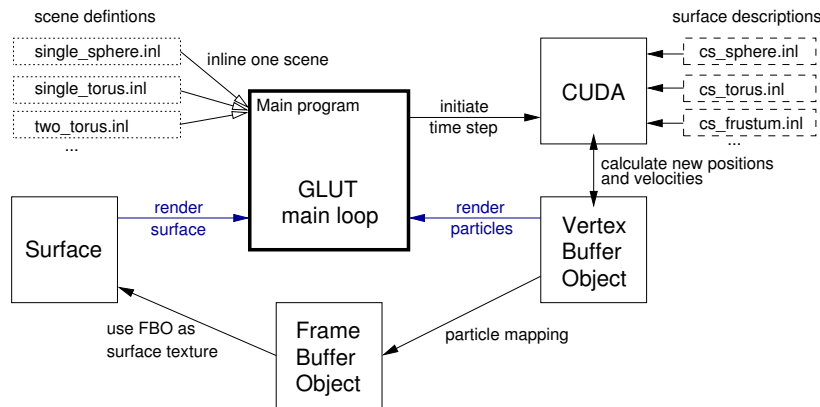 scene defintions
single_sphere.inl
single_torus.inl
two_torus.inl
...
inline one scene
Main program
GLUT
main loop
initiate
time step
CUDA
surface descriptions
cs_sphere.inl
cs_torus.inl
cs_frustum.inl
...
calculate new positions
and velocities
render
surface
render
particles
Surface
Vertex
Buffer
Object
use FBO as
surface texture
Frame
Buffer
Object
particle mapping